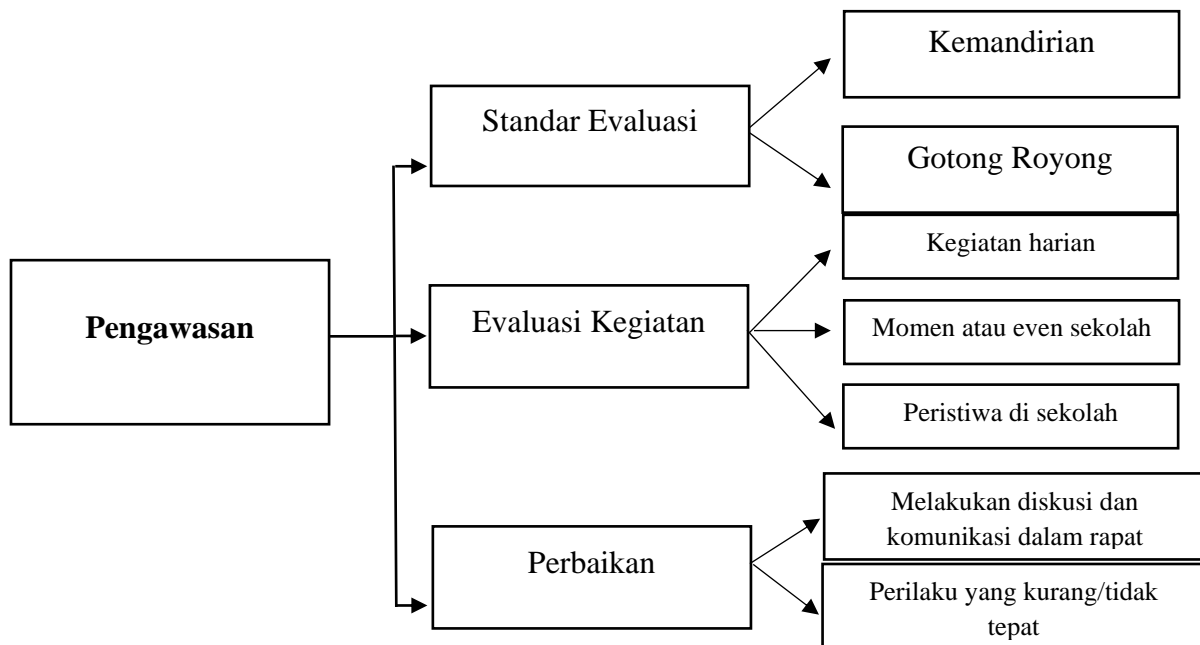 Pengawasan
Standar Evaluasi
Kemandirian
Gotong Royong
Evaluasi Kegiatan
Kegiatan harian
Momen atau even sekolah
Peristiwa di sekolah
Perbaikan
Melakukan diskusi dan
komunikasi dalam rapat
Perilaku yang kurang/tidak
tepat